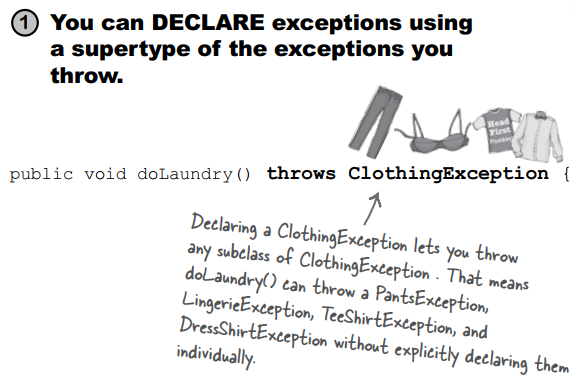 1 You can DECLARE exceptions using
a supertype of the exceptions you
throw.
Head
First
public void doLaundry() throws ClothingException {
Declaring a ClothingException lets you throw
any subclass of ClothingException . That means
doLaundry() can throw a PantsException,
LingerieException, TeeShirtException, and
DressShirtException without explicitly declaring them
individually.